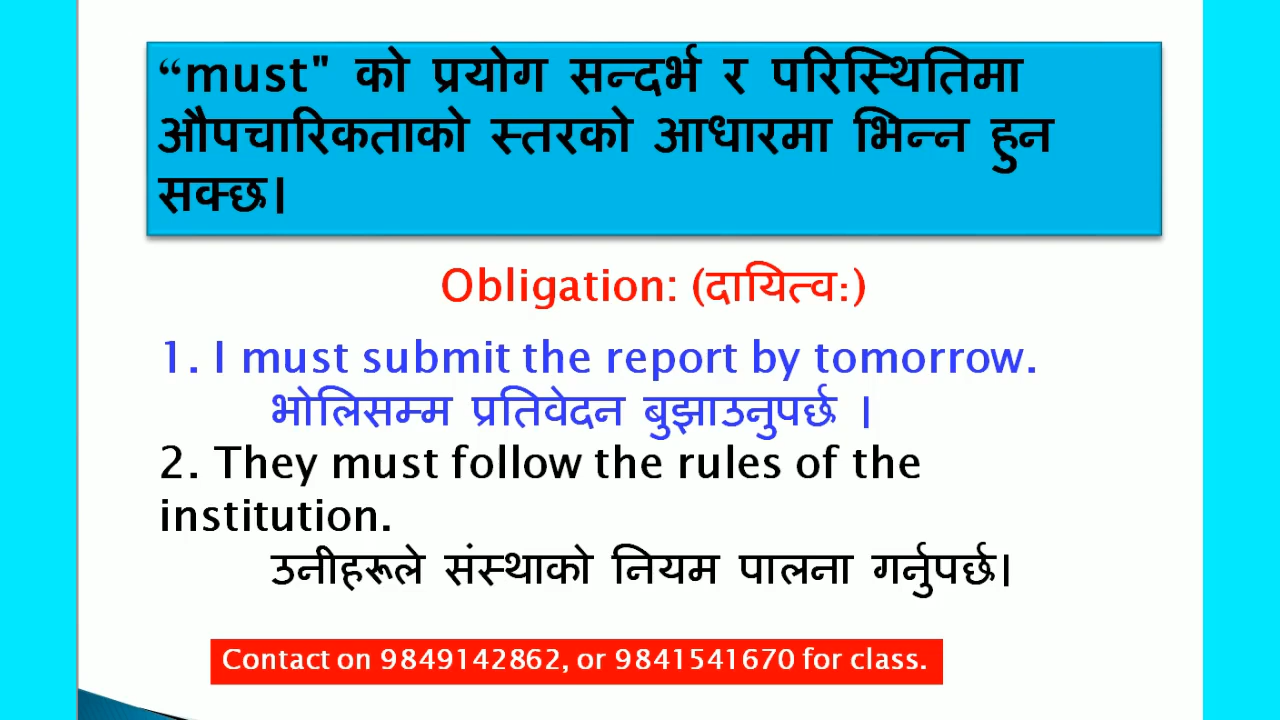 “must" को प्रयोग सन्दर्भ र परिस्थितिमा
औपचारिकताको स्तरको आधारमा भिन्न हुन
सक्छ।
Obligation: (दायित्व:)
1. I must submit the report by tomorrow.
भोलिसम्म प्रतिवेदन बुझाउनुपर्छ ।
2. They must follow the rules of the
institution.
उनीहरूले संस्थाको नियम पालना गर्नुपर्छ।
Contact on 9849142862, or 9841541670 for class.